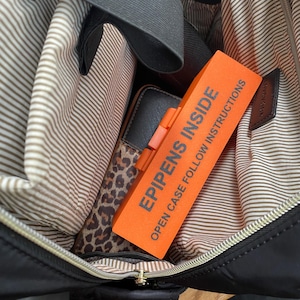 EPIPENS INSIDE
OPEN CASE FOLLOW INSTRUCTIONS